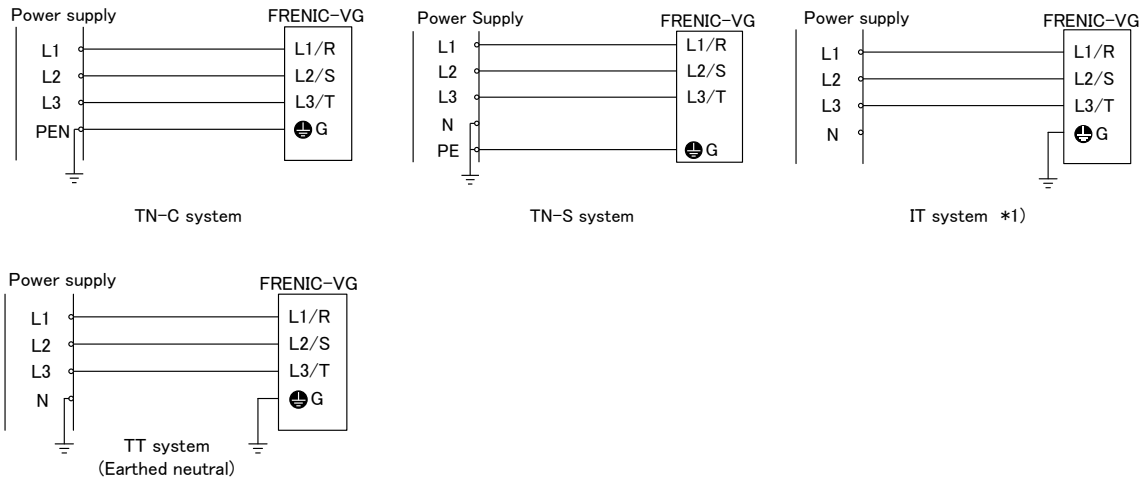 Power supply
FRENIC-VG
L1
L1/R
L2
L2/S
L3
L3/T
PEN
G
TN-C system
Power Supply
FRENIC-VG
L1
L1/R
L2
L2/S
L3
L3/T
N
PE
G
TN-S system
Power supply
FRENIC-VG
L1
L1/R
L2
L2/S
L3
L3/T
N
G
IT system *1)
Power supply
FRENIC-VG
L1
L1/R
L2
L2/S
L3
L3/T
N
G
TT system
(Earthed neutral)